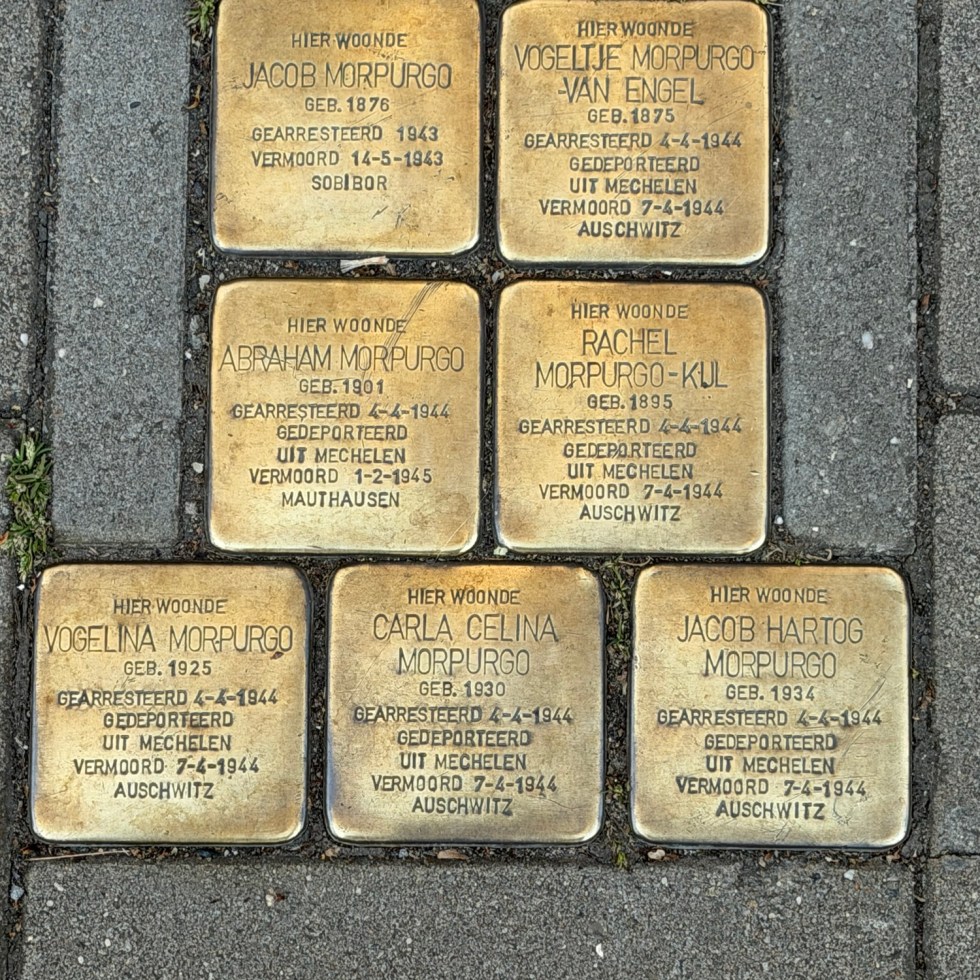 HIER WOONDE
JACOB MORPURGO
GEB. 1876
GEARRESTEERD 1943
VERMOORD 14-5-1943
SOBIBOR
HIER WOONDE
VOGELTJE MORPURGO
-VAN ENGEL
GEB. 1875
GEARRESTEERD 4-4-1944
GEDEPORTEERD
UIT MECHELEN
VERMOORD 7-4-1944
AUSCHWITZ
HIER WOONDE
ABRAHAM MORPURGO
GEB. 1901
GEARRESTEERD 4-4-1944
GEDEPORTEERD
UIT MECHELEN
VERMOORD 1-2-1945
MAUTHAUSEN
HIER WOONDE
RACHEL
MORPURGO-KIJL
GEB. 1895
GEARRESTEERD 4-4-1944
GEDEPORTEERD
UIT MECHELEN
VERMOORD 7-4-1944
AUSCHWITZ
HIER WOONDE
VOGELINA MORPURGO
GEB. 1925
GEARRESTEERD 4-4-1944
GEDEPORTEERD
UIT MECHELEN
VERMOORD 7-4-1944
AUSCHWITZ
HIER WOONDE
CARLA CELINA
MORPURGO
GEB. 1930
GEARRESTEERD 4-4-1944
GEDEPORTEERD
UIT MECHELEN
VERMOORD 7-4-1944
AUSCHWITZ
HIER WOONDE
JACOB HARTOG
MORPURGO
GEB. 1934
GEARRESTEERD 4-4-1944
GEDEPORTEERD
UIT MECHELEN
VERMOORD 7-4-1944
AUSCHWITZ